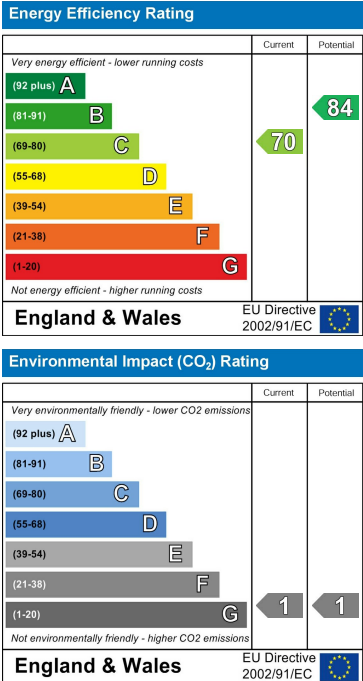 Energy Efficiency Rating
Current Potential
Very energy efficient - lower running costs
(92 plus) A
(81-91) B
84
(69-80) C
70
(55-68) D
(39-54) E
(21-38) F
(1-20) G
Not energy efficient - higher running costs
England & Wales
EU Directive
2002/91/EC
Environmental Impact (CO₂) Rating
Current Potential
Very environmentally friendly - lower CO2 emissions
(92 plus) A
(81-91) B
(69-80) C
(55-68) D
(39-54) E
(21-38) F
(1-20) G
1 1
Not environmentally friendly - higher CO2 emissions
England & Wales
EU Directive
2002/91/EC